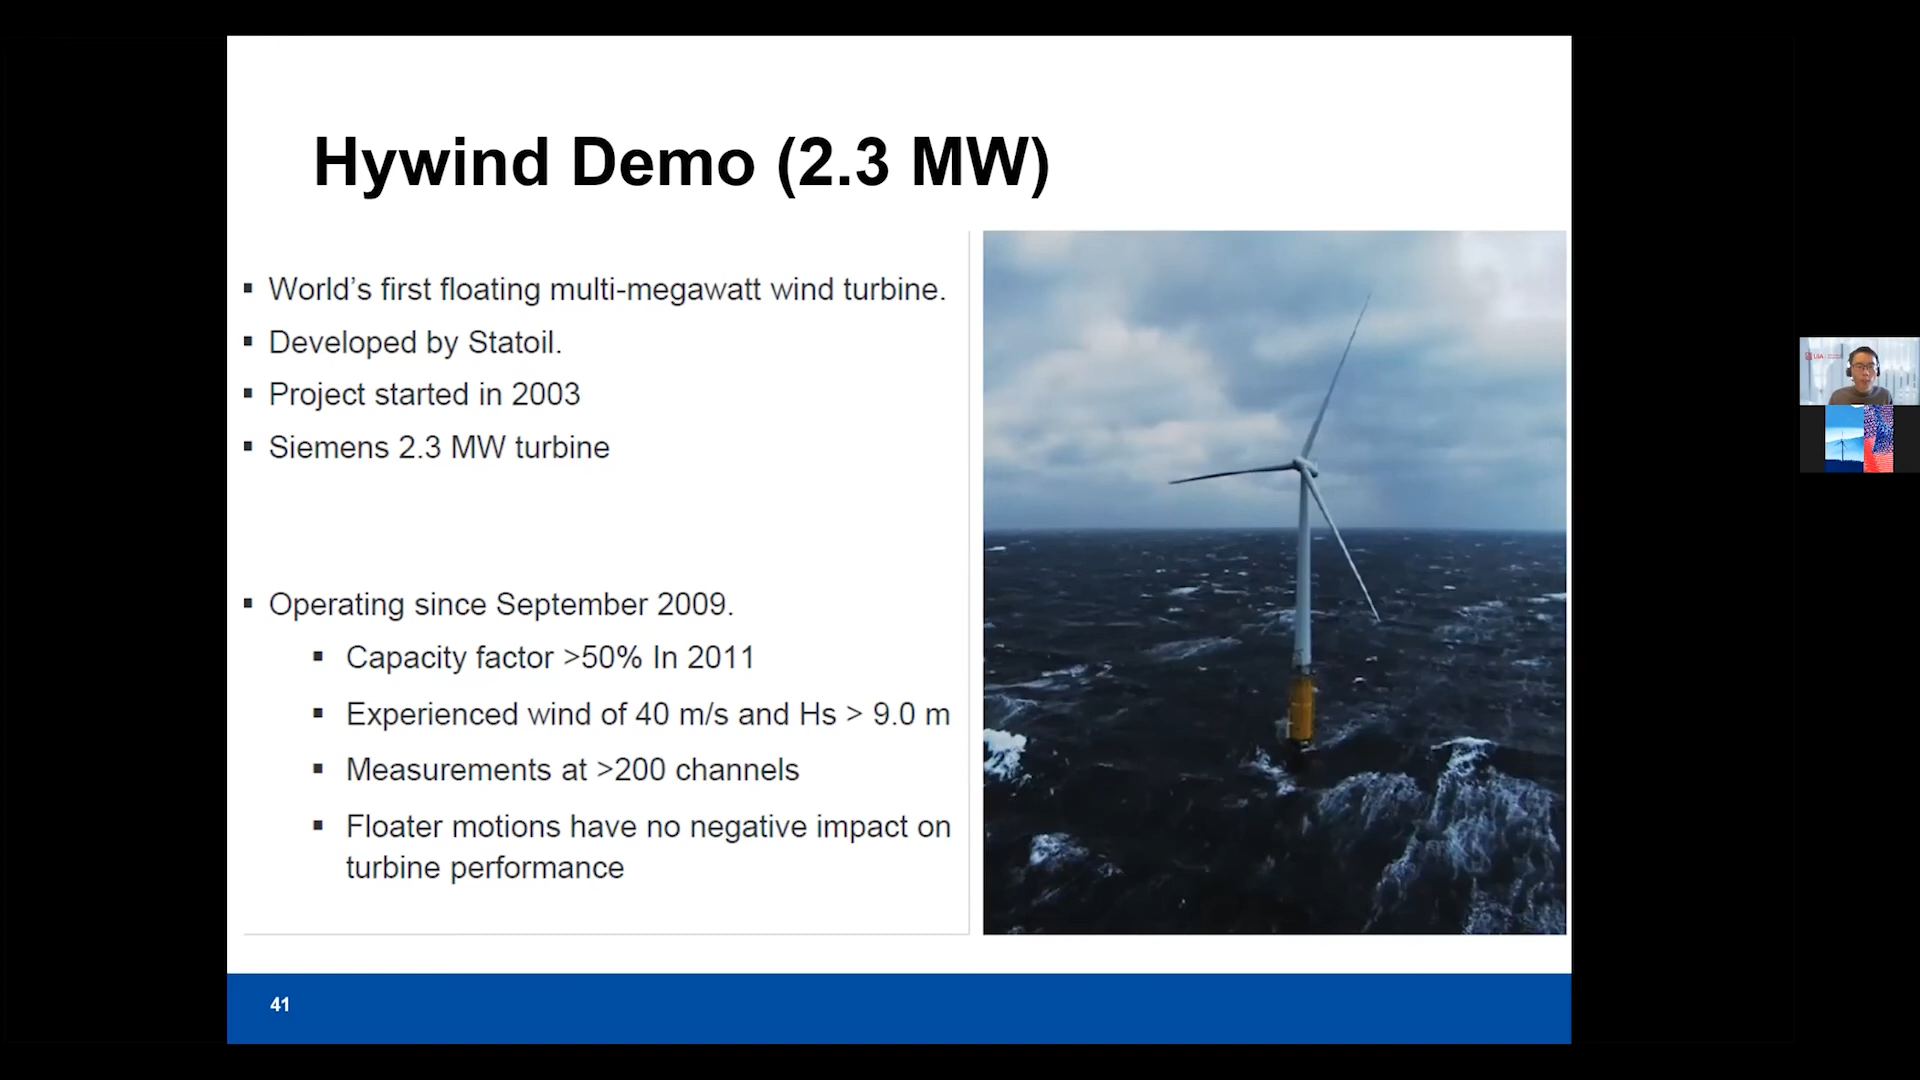 Hywind Demo (2.3 MW)
▪ World's first floating multi-megawatt wind turbine.
▪ Developed by Statoil.
▪ Project started in 2003
▪ Siemens 2.3 MW turbine
▪ Operating since September 2009.
▪ Capacity factor >50% In 2011
▪ Experienced wind of 40 m/s and Hs > 9.0 m
▪ Measurements at >200 channels
▪ Floater motions have no negative impact on
turbine performance
41